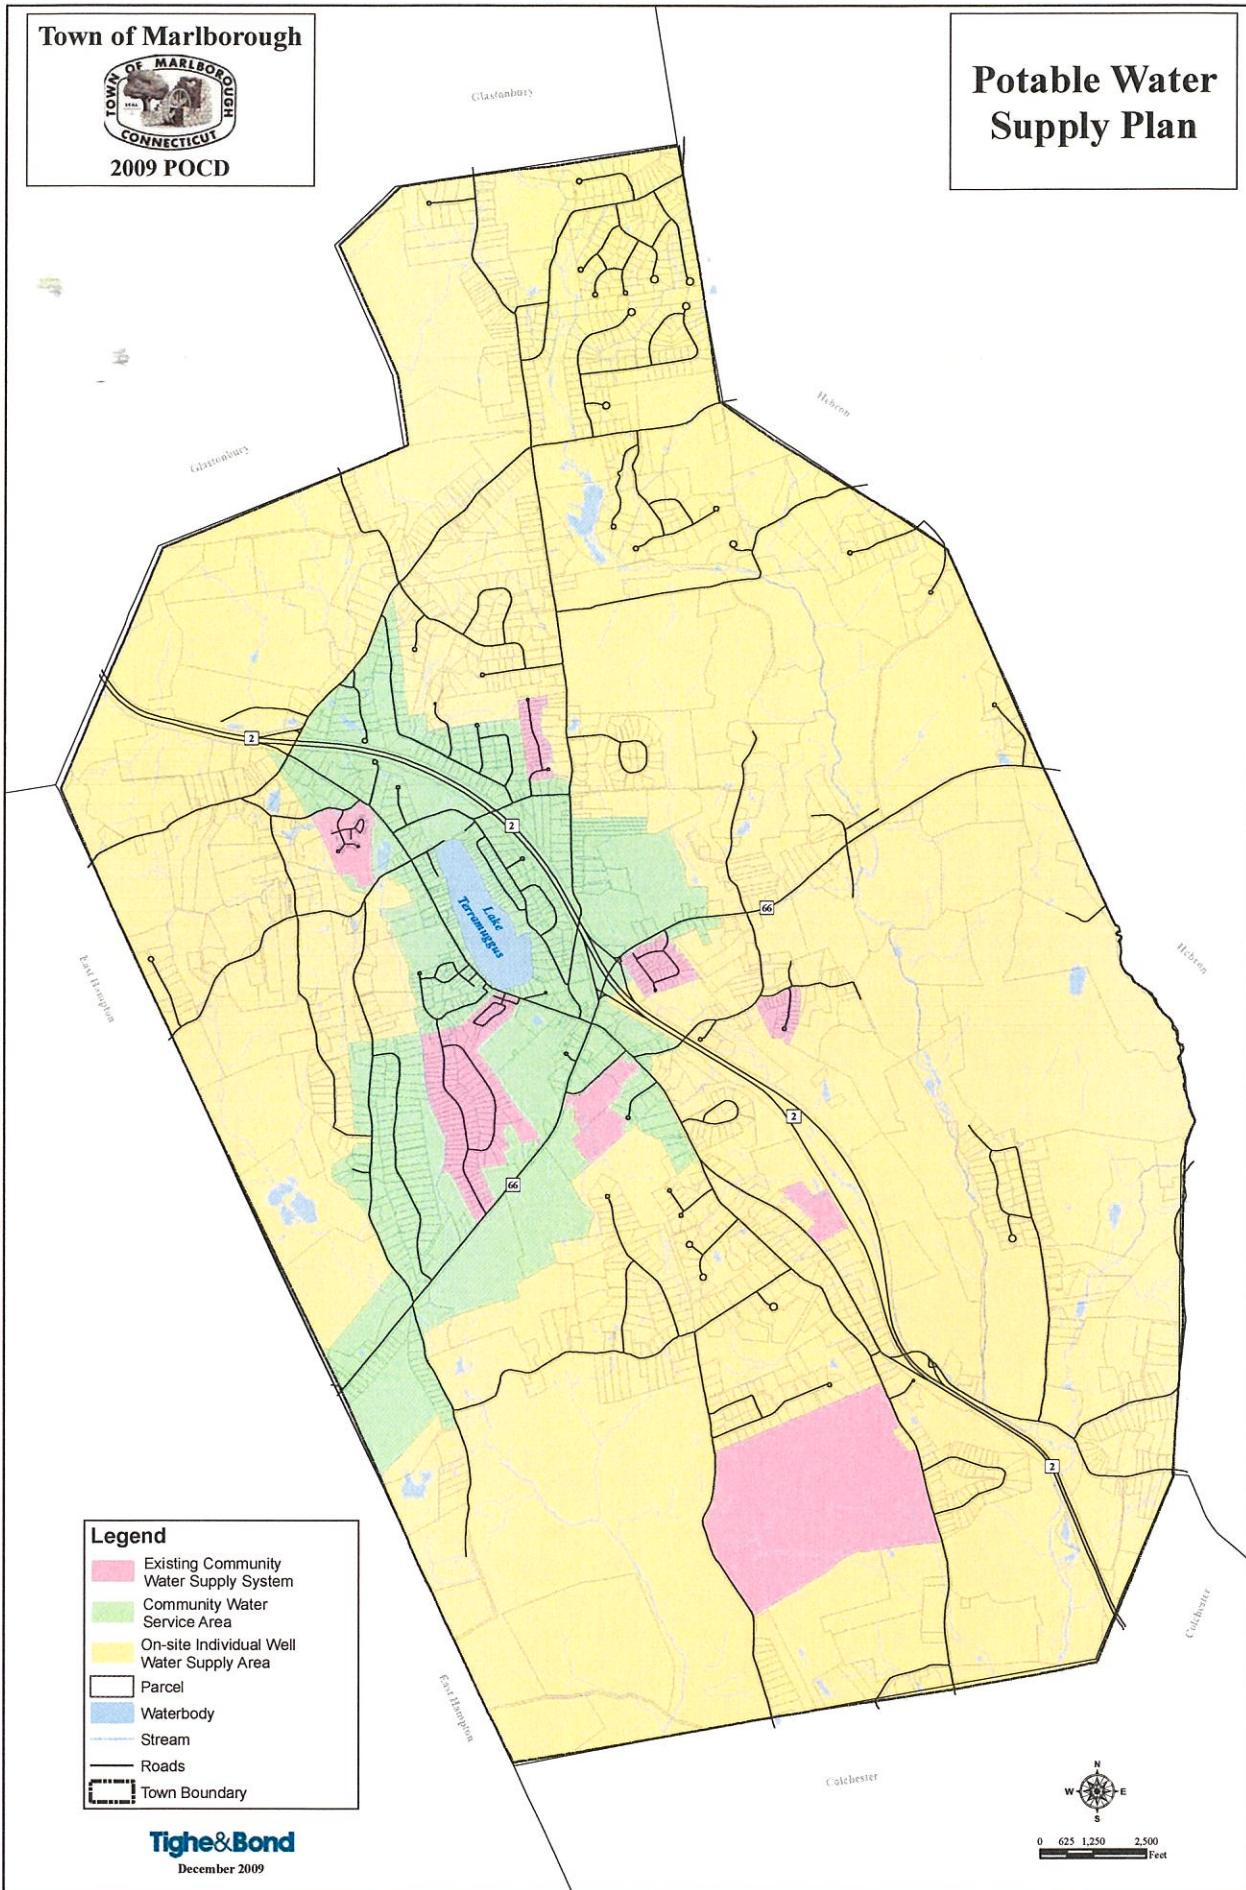 Town of Marlborough
TOWN OF MARLBOROUGH
CONNECTICUT
2009 POCD
Potable Water
Supply Plan
Glastonbury
Hebron
Glastonbury
2
2
66
Lake
Terramuggus
Hebron
East Hampton
2
66
2
Colchester
East Hampton
Colchester
Legend
Existing Community
Water Supply System
Community Water
Service Area
On-site Individual Well
Water Supply Area
Parcel
Waterbody
Stream
Roads
Town Boundary
Tighe&Bond
December 2009
N
W E
S
0 625 1,250 2,500
Feet